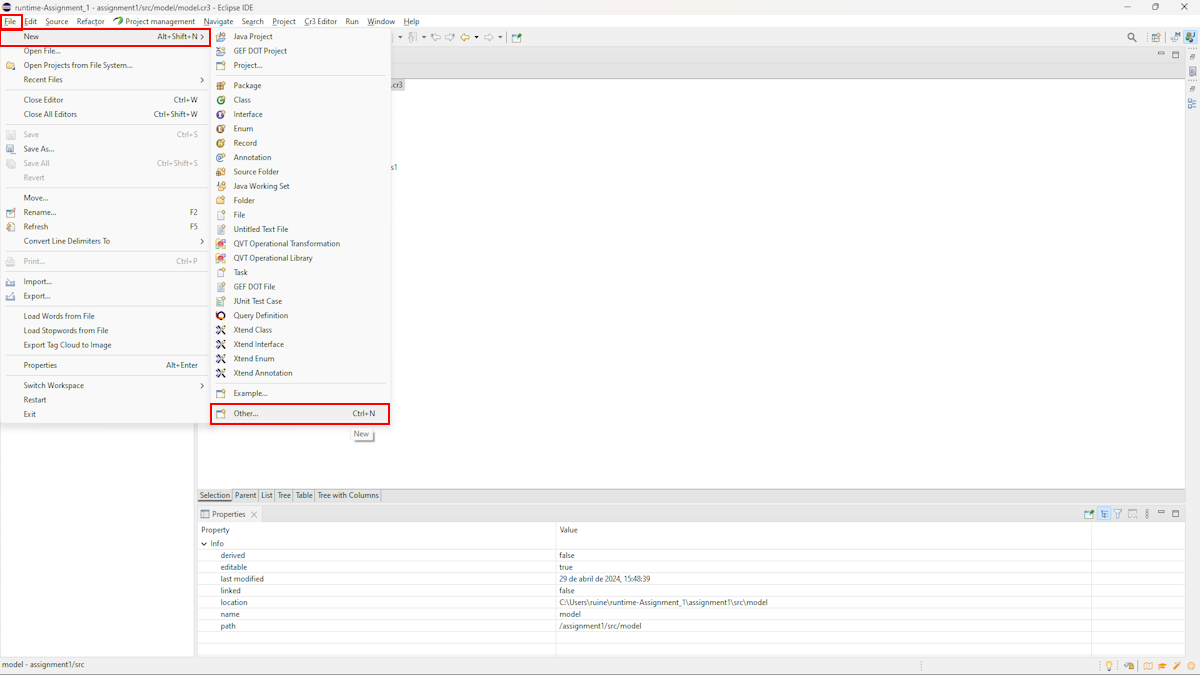 runtime-Assignment_1 - assignment1/src/model/model.cr3 - Eclipse IDE
File Edit Source Refactor Project management Navigate Search Project Cr3 Editor Run Window Help
New Alt+Shift+N
Open File...
Open Projects from File System...
Recent Files
Close Editor Ctrl+W
Close All Editors Ctrl+Shift+W
Save Ctrl+S
Save As...
Save All Ctrl+Shift+S
Revert
Move...
Rename... F2
Refresh F5
Convert Line Delimiters To
Print... Ctrl+P
Import...
Export...
Load Words from File
Load Stopwords from File
Export Tag Cloud to Image
Properties Alt+Enter
Switch Workspace
Restart
Exit
Java Project
GEF DOT Project
Project...
Package
Class
Interface
Enum
Record
Annotation
Source Folder
Java Working Set
Folder
File
Untitled Text File
QVT Operational Transformation
QVT Operational Library
Task
GEF DOT File
JUnit Test Case
Query Definition
Xtend Class
Xtend Interface
Xtend Enum
Xtend Annotation
Example...
Other... Ctrl+N
New
.cr3
s1
Selection Parent List Tree Table Tree with Columns
Properties
Property Value
Info
derived false
editable true
last modified 29 de abril de 2024, 15:48:39
linked false
location C:\Users\ruine\runtime-Assignment_1\assignment1\src\model
name model
path /assignment1/src/model
model - assignment1/src